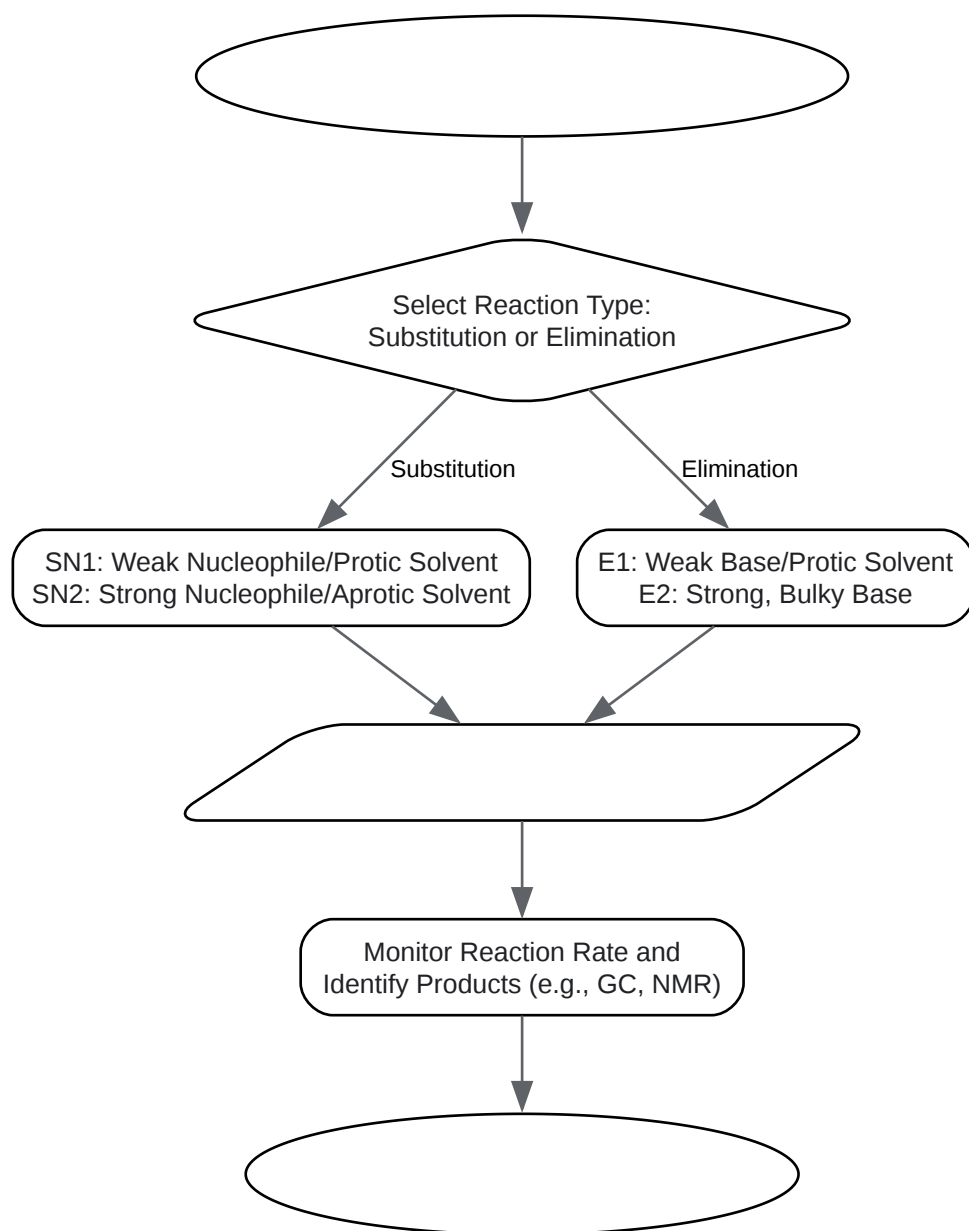 Select Reaction Type:
Substitution or Elimination
Substitution
Elimination
SN1: Weak Nucleophile/Protic Solvent
SN2: Strong Nucleophile/Aprotic Solvent
E1: Weak Base/Protic Solvent
E2: Strong, Bulky Base
Monitor Reaction Rate and
Identify Products (e.g., GC, NMR)